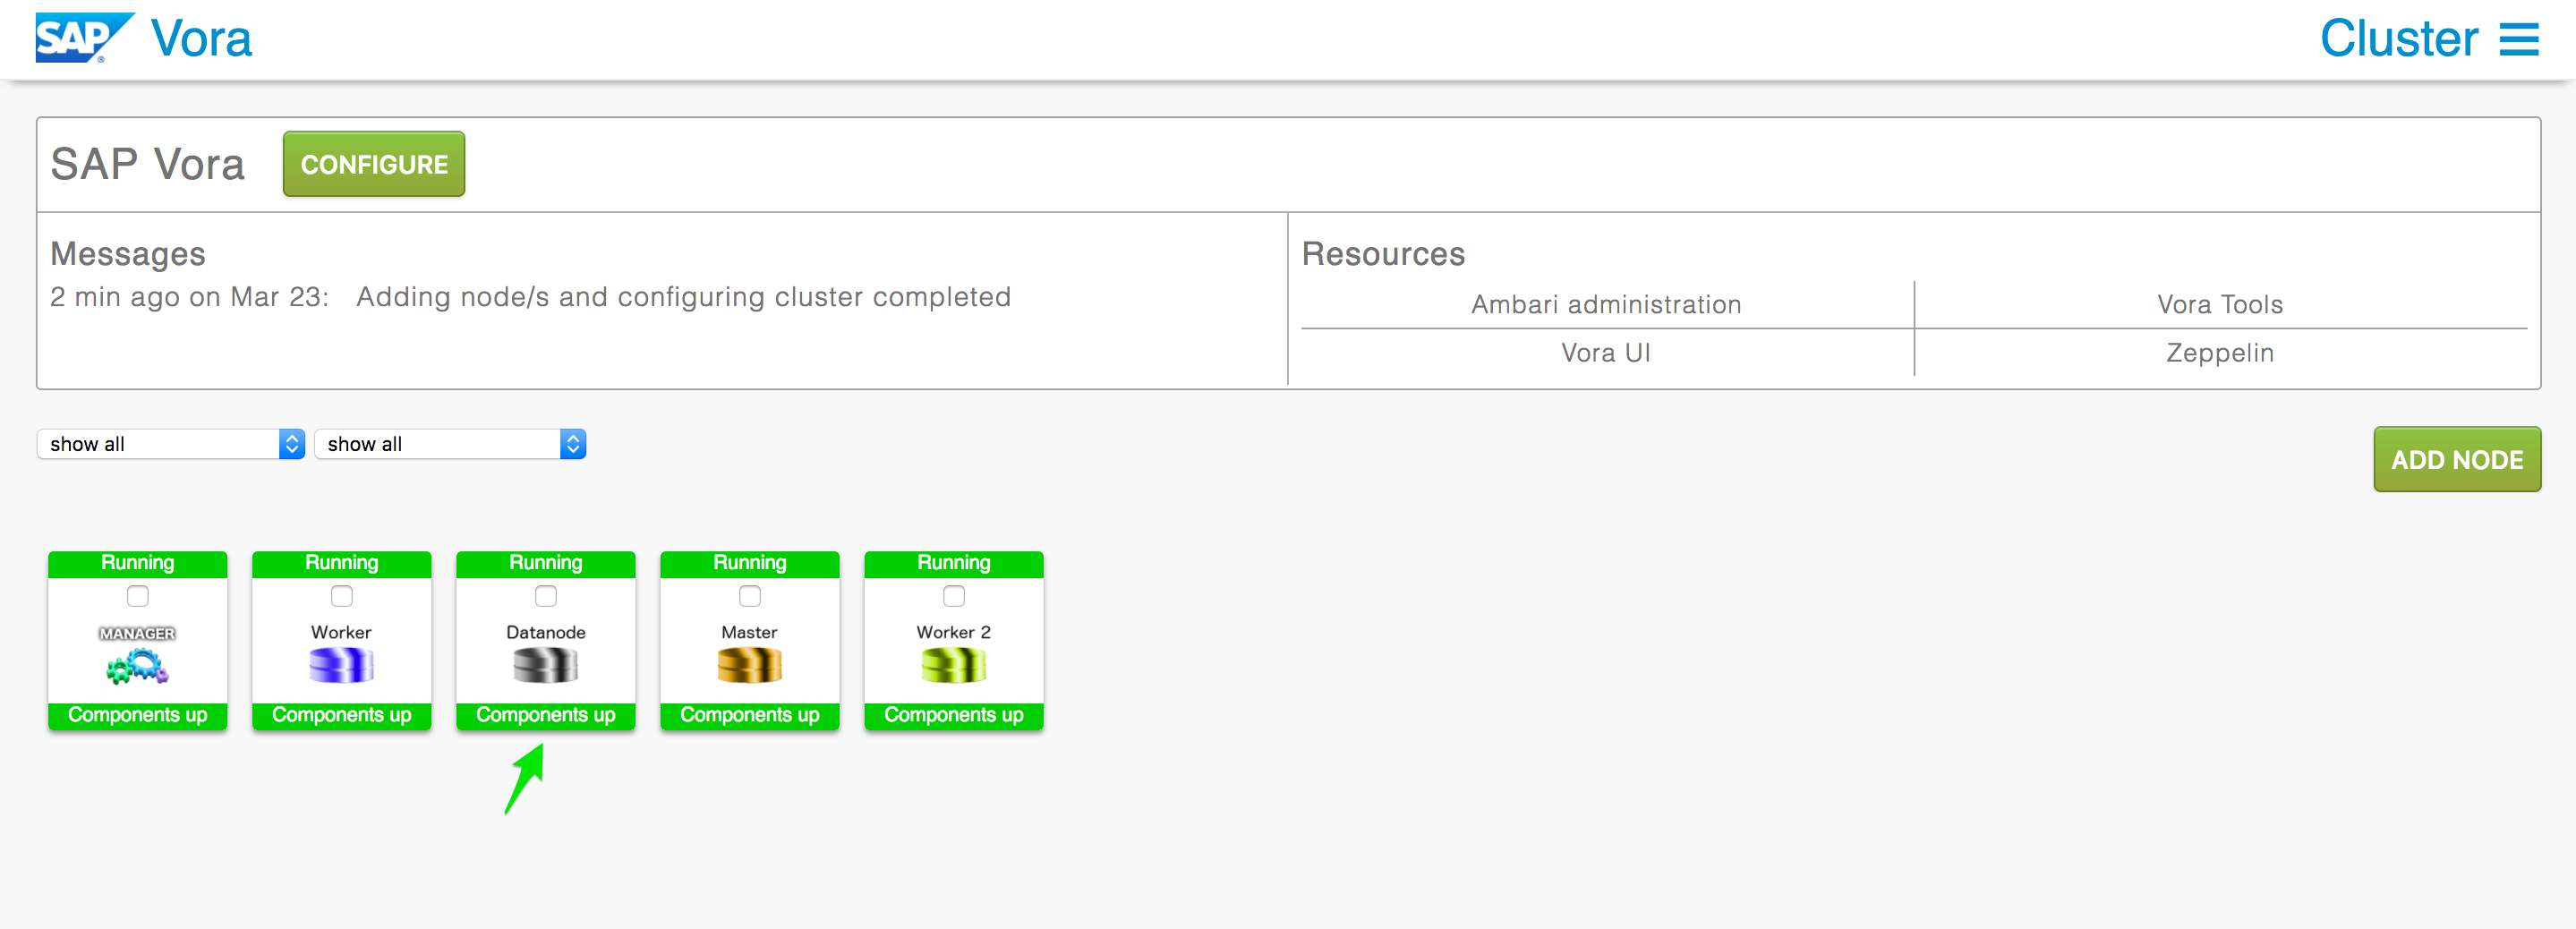 SAP® Vora
Cluster
SAP Vora
CONFIGURE
Messages
2 min ago on Mar 23: Adding node/s and configuring cluster completed
Resources
Ambari administration
Vora Tools
Vora UI
Zeppelin
show all
show all
ADD NODE
Running
MANAGER
Components up
Running
Worker
Components up
Running
Datanode
Components up
Running
Master
Components up
Running
Worker 2
Components up